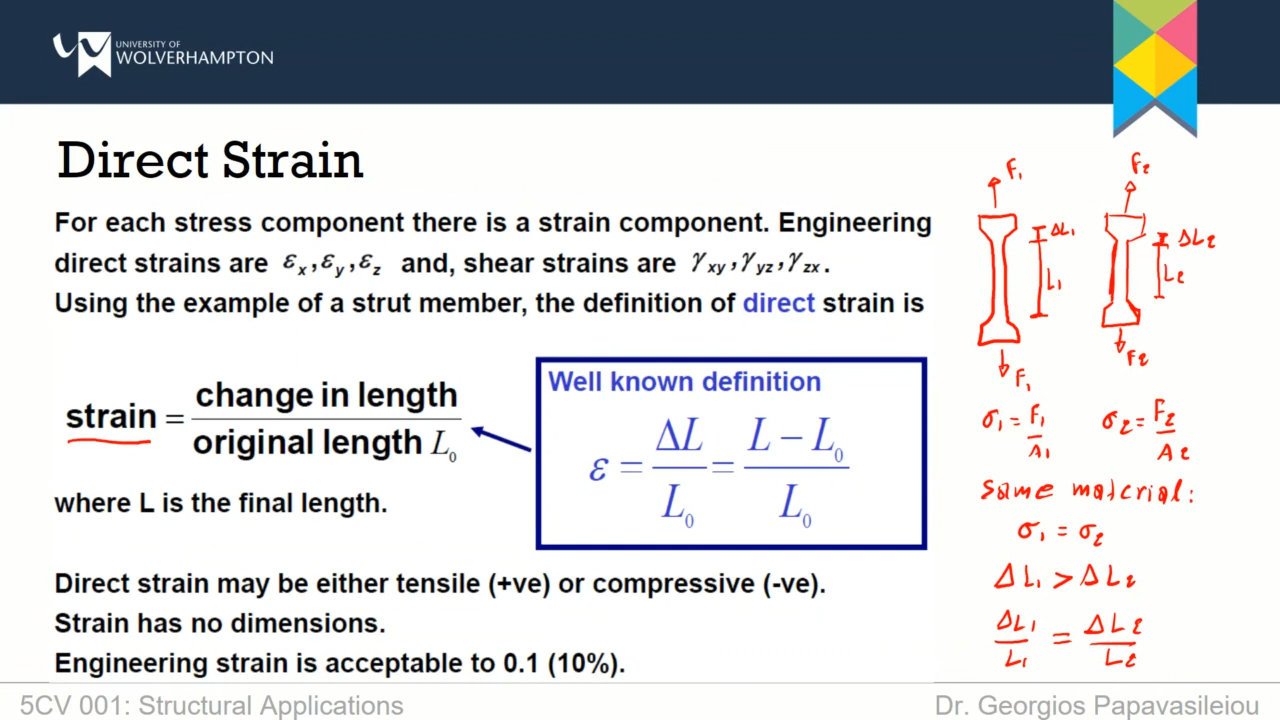 UNIVERSITY OF
WOLVERHAMPTON
Direct Strain
For each stress component there is a strain component. Engineering
direct strains are εx, εy, εz and, shear strains are γxy, γyz, γzx.
Using the example of a strut member, the definition of direct strain is
strain = change in length / original length L0
where L is the final length.
Well known definition
ε = ΔL / L0 = L − L0 / L0
Direct strain may be either tensile (+ve) or compressive (-ve).
Strain has no dimensions.
Engineering strain is acceptable to 0.1 (10%).
F1
F2
ΔL1
ΔL2
L1
L2
F2
F1
σ1 = F1 / A1
σ2 = F2 / A2
Same material:
σ1 = σ2
ΔL1 > ΔL2
ΔL1 / L1 = ΔL2 / L2
5CV 001: Structural Applications
Dr. Georgios Papavasileiou